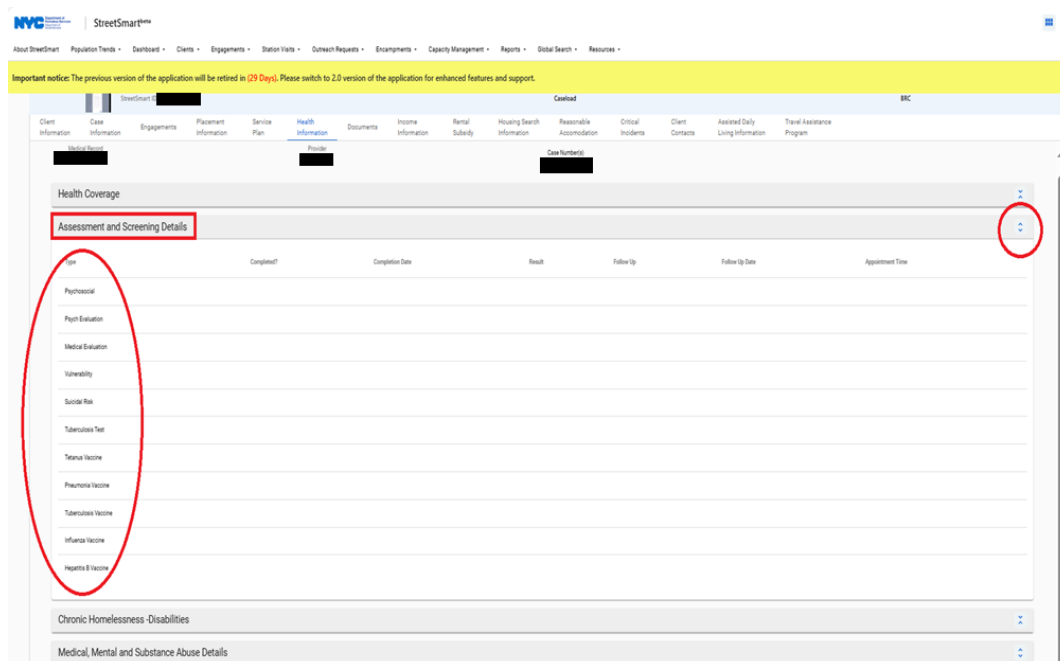 NYC Department of Homeless Services StreetSmart beta
About StreetSmart Population Trends Dashboard Clients Engagements Station Visits Outreach Requests Encampments Capacity Management Reports Global Search Resources
Important notice: The previous version of the application will be retired in (29 Days). Please switch to 2.0 version of the application for enhanced features and support.
StreetSmart ID Caseload BRC
Client Information Case Information Engagements Placement Information Service Plan Health Information Documents Income Information Rental Subsidy Housing Search Information Reasonable Accomodation Critical Incidents Client Contacts Assisted Daily Living Information Travel Assistance Program
Medical Record Provider Case Number(s)
Health Coverage
Assessment and Screening Details
Type Completed? Completion Date Result Follow Up Follow Up Date Appointment Time
Psychosocial
Psych Evaluation
Medical Evaluation
Vulnerability
Suicidal Risk
Tuberculosis Test
Tetanus Vaccine
Pneumonia Vaccine
Tuberculosis Vaccine
Influenza Vaccine
Hepatitis B Vaccine
Chronic Homelessness -Disabilities
Medical, Mental and Substance Abuse Details